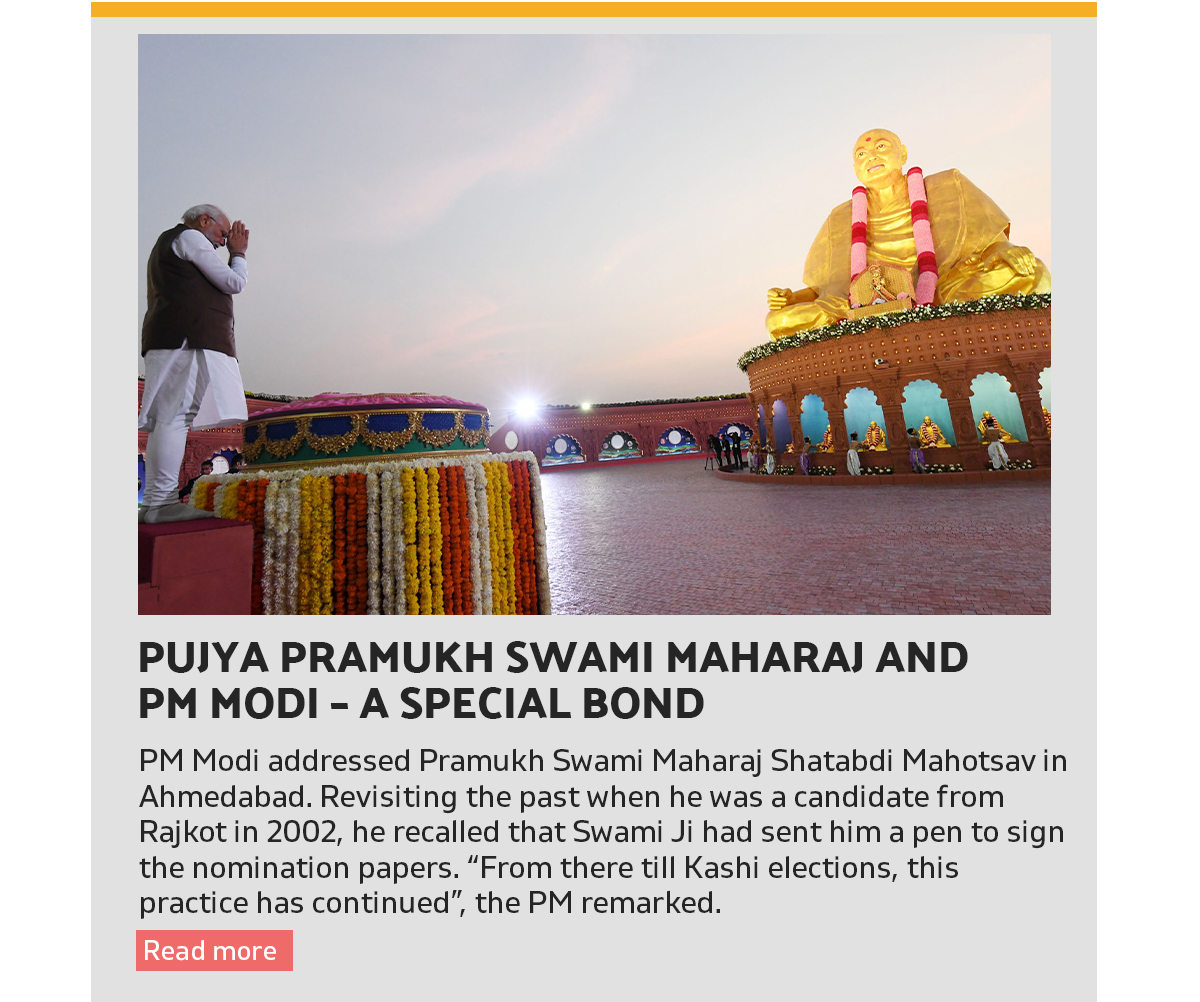 PUJYA PRAMUKH SWAMI MAHARAJ AND
PM MODI – A SPECIAL BOND
PM Modi addressed Pramukh Swami Maharaj Shatabdi Mahotsav in
Ahmedabad. Revisiting the past when he was a candidate from
Rajkot in 2002, he recalled that Swami Ji had sent him a pen to sign
the nomination papers. “From there till Kashi elections, this
practice has continued”, the PM remarked.
Read more